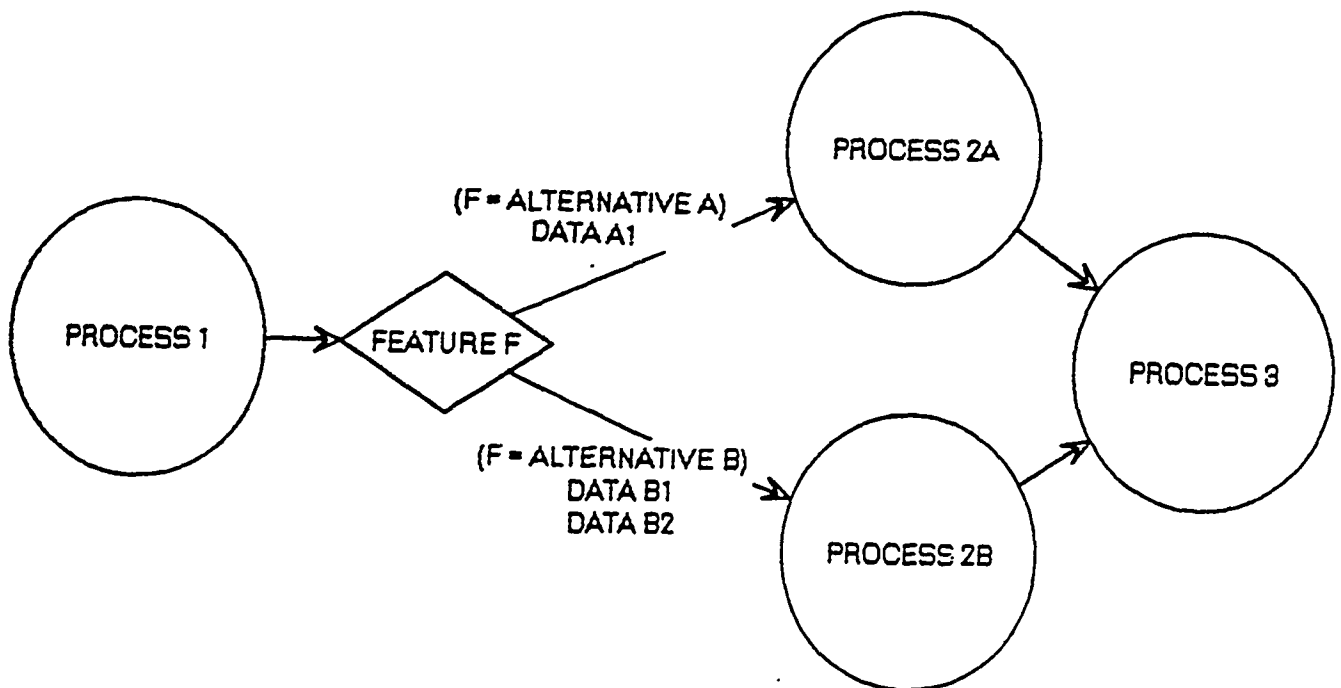 PROCESS 2A
(F = ALTERNATIVE A)
DATA A1
PROCESS 1
FEATURE F
PROCESS 3
(F = ALTERNATIVE B)
DATA B1
DATA B2
PROCESS 2B